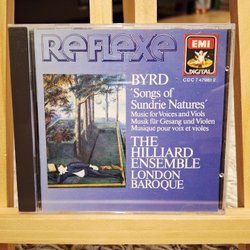 REFLEXE
EMI
DIGITAL
CDC 7 47961 2
BYRD
'Songs of
Sundrie Natures'
Music for Voices and Viols
Musik für Gesang und Violen
Musique pour voix et violes
THE
HILLIARD
ENSEMBLE
LONDON
BAROQUE